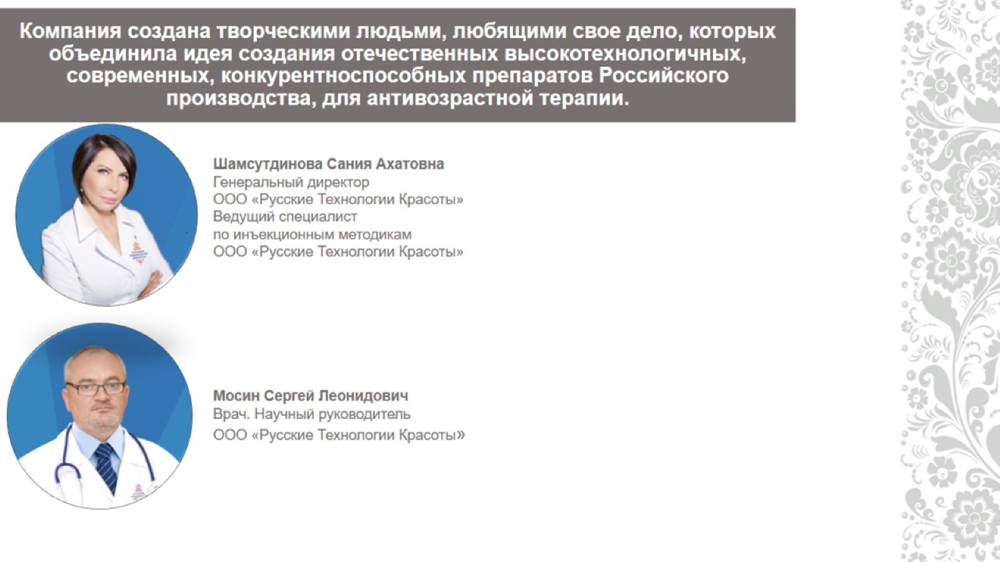 Компания создана творческими людьми, любящими свое дело, которых
объединила идея создания отечественных высокотехнологичных,
современных, конкурентноспособных препаратов Российского
производства, для антивозрастной терапии.
Шамсутдинова Сания Ахатовна
Генеральный директор
ООО «Русские Технологии Красоты»
Ведущий специалист
по инъекционным методикам
ООО «Русские Технологии Красоты»
Мосин Сергей Леонидович
Врач. Научный руководитель
ООО «Русские Технологии Красоты»